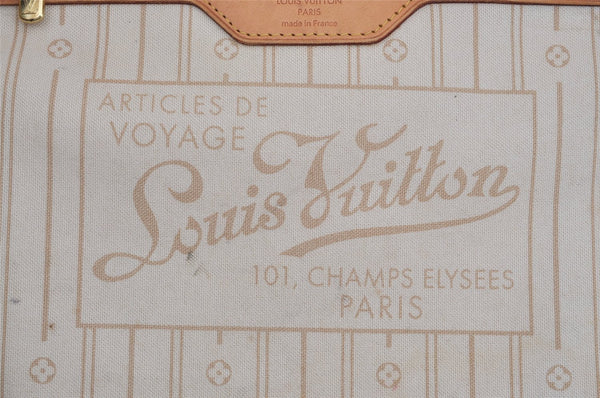 LOUIS VUITTON
PARIS
made in France
ARTICLES DE
VOYAGE
Louis Vuitton
101, CHAMPS ELYSEES
PARIS